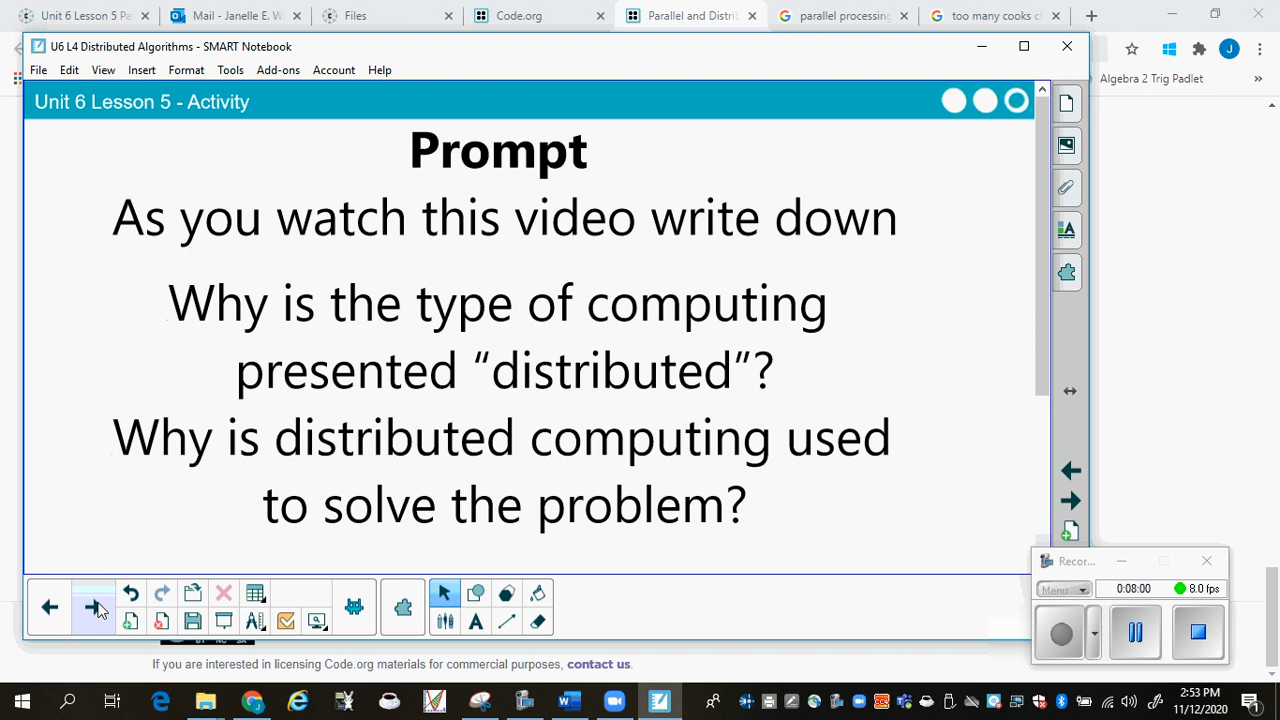 Unit 6 Lesson 5 Pa
Mail - Janelle E. W
Files
Code.org
Parallel and Distri
parallel processing
too many cooks c
U6 L4 Distributed Algorithms - SMART Notebook
File Edit View Insert Format Tools Add-ons Account Help
Algebra 2 Trig Padlet
Unit 6 Lesson 5 - Activity
Prompt
As you watch this video write down
Why is the type of computing
presented “distributed”?
Why is distributed computing used
to solve the problem?
Recor...
Menu
0:08:00
8.0 fps
If you are interested in licensing Code.org materials for commercial purposes, contact us.
2:53 PM
11/12/2020